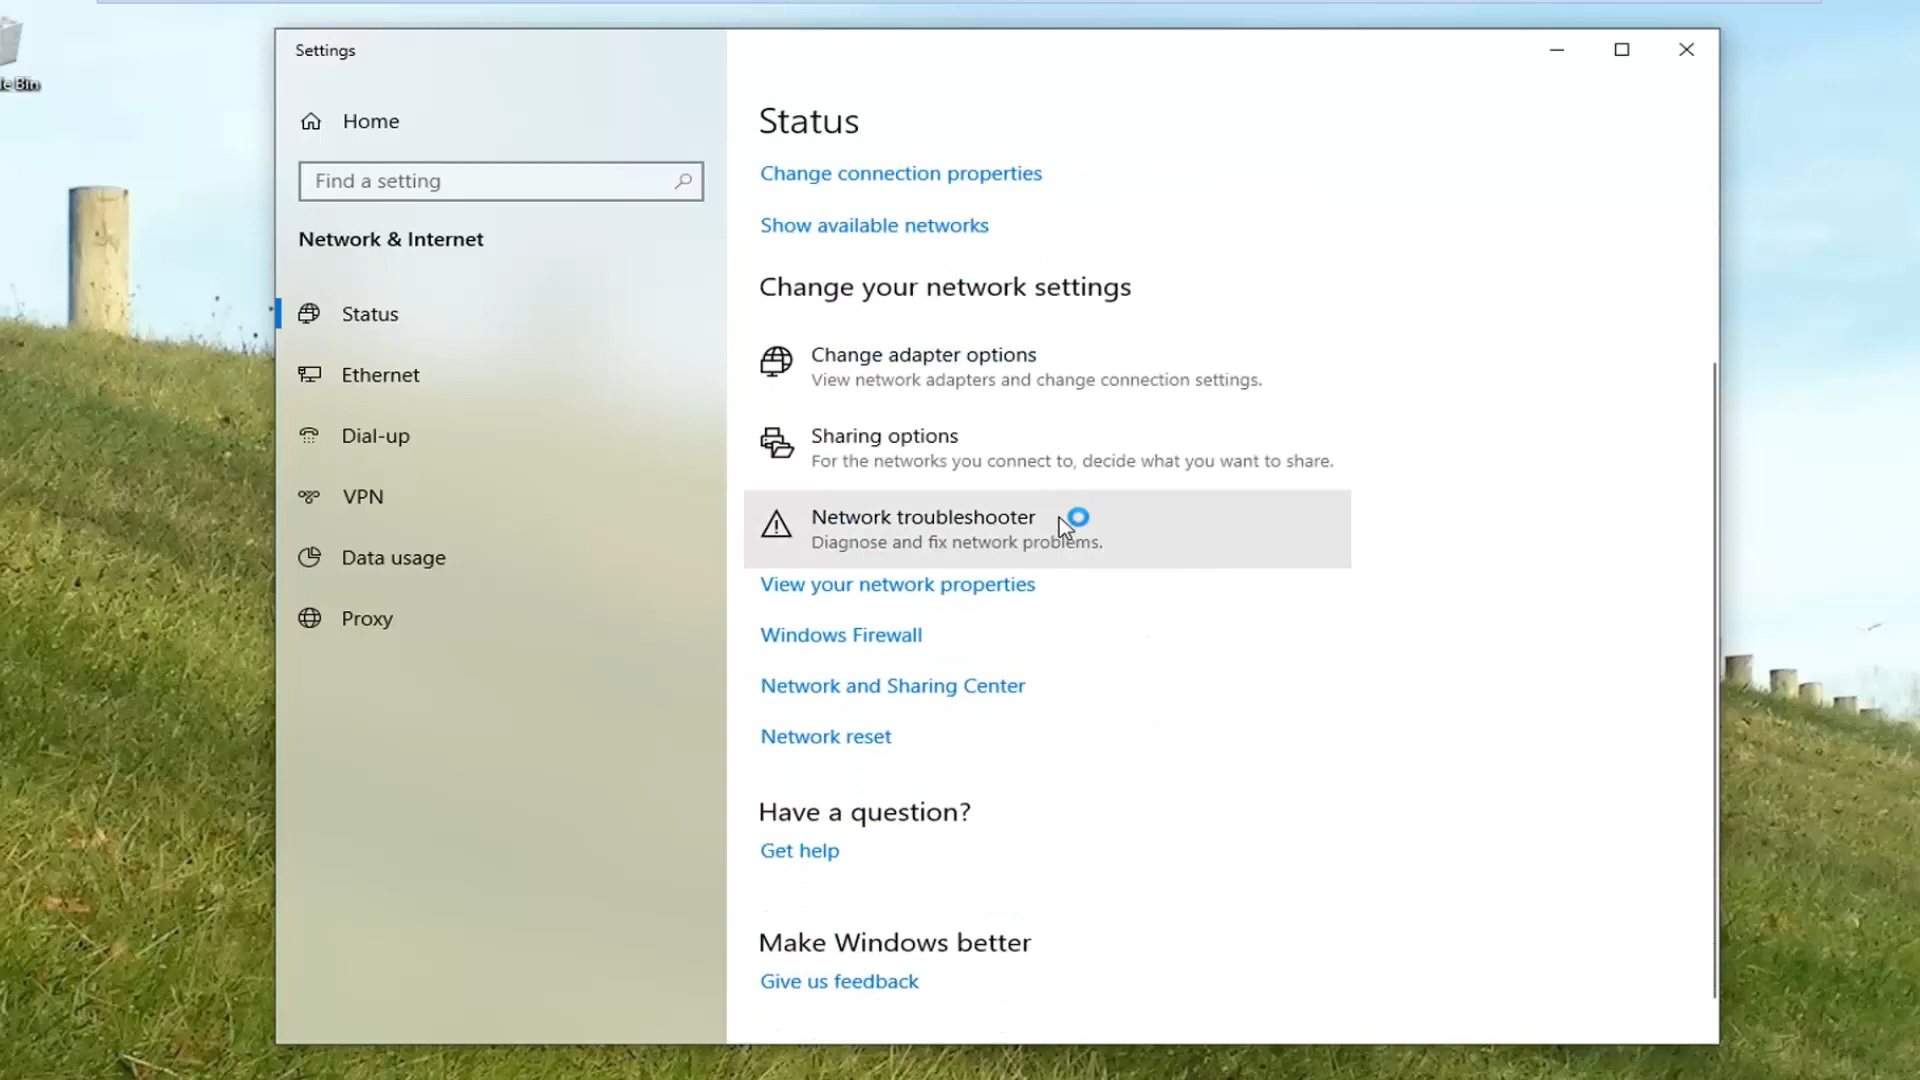 Settings
le Bin
Home
Find a setting
Network & Internet
Status
Ethernet
Dial-up
VPN
Data usage
Proxy
Status
Change connection properties
Show available networks
Change your network settings
Change adapter options
View network adapters and change connection settings.
Sharing options
For the networks you connect to, decide what you want to share.
Network troubleshooter
Diagnose and fix network problems.
View your network properties
Windows Firewall
Network and Sharing Center
Network reset
Have a question?
Get help
Make Windows better
Give us feedback